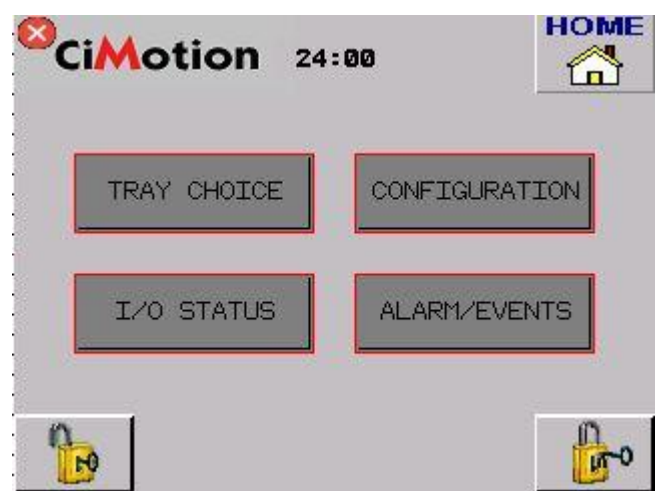 HOME
CiMotion 24:00
TRAY CHOICE
CONFIGURATION
I/O STATUS
ALARM/EVENTS